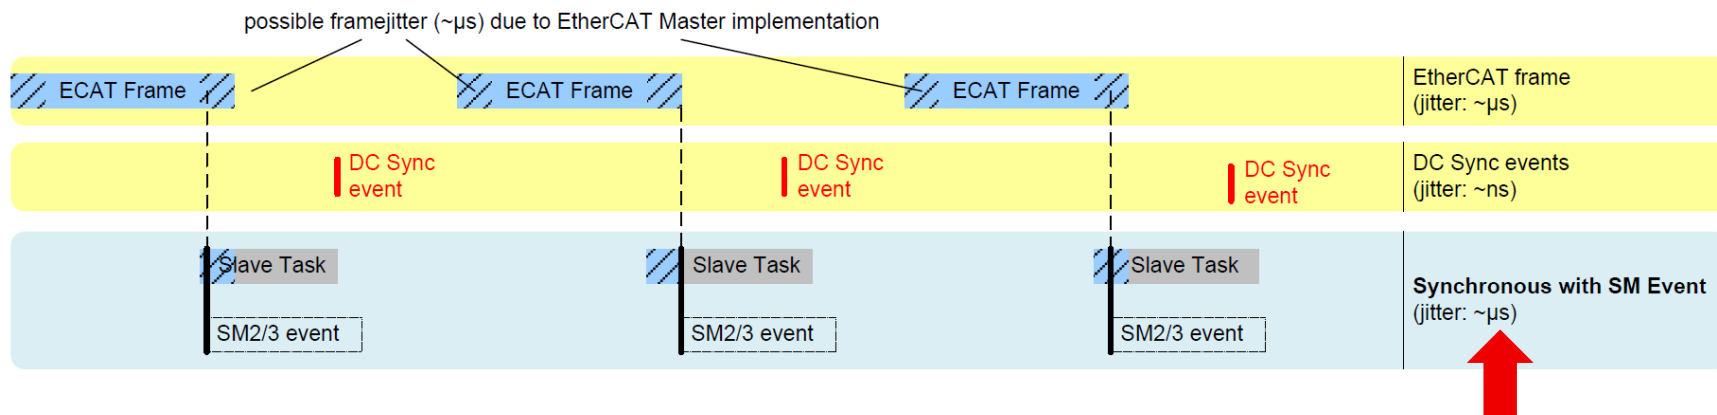 possible framejitter (~µs) due to EtherCAT Master implementation
ECAT Frame
ECAT Frame
ECAT Frame
EtherCAT frame
(jitter: ~µs)
DC Sync
event
DC Sync
event
DC Sync
event
DC Sync events
(jitter: ~ns)
Slave Task
Slave Task
Slave Task
SM2/3 event
SM2/3 event
SM2/3 event
Synchronous with SM Event
(jitter: ~µs)